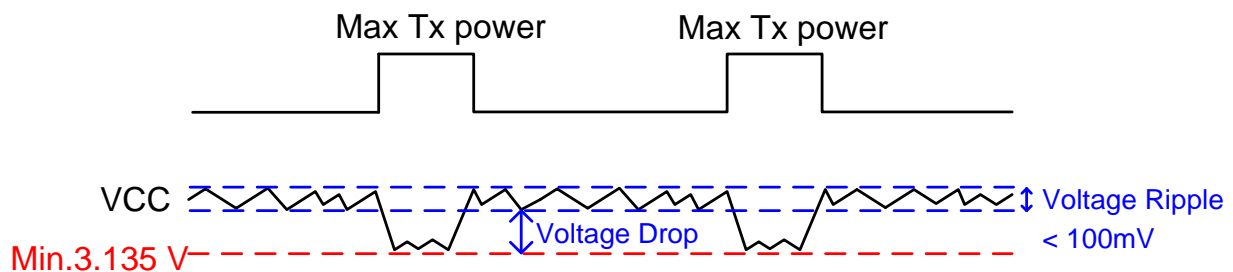 Max Tx power
Max Tx power
VCC
Voltage Ripple
< 100mV
Voltage Drop
Min.3.135 V